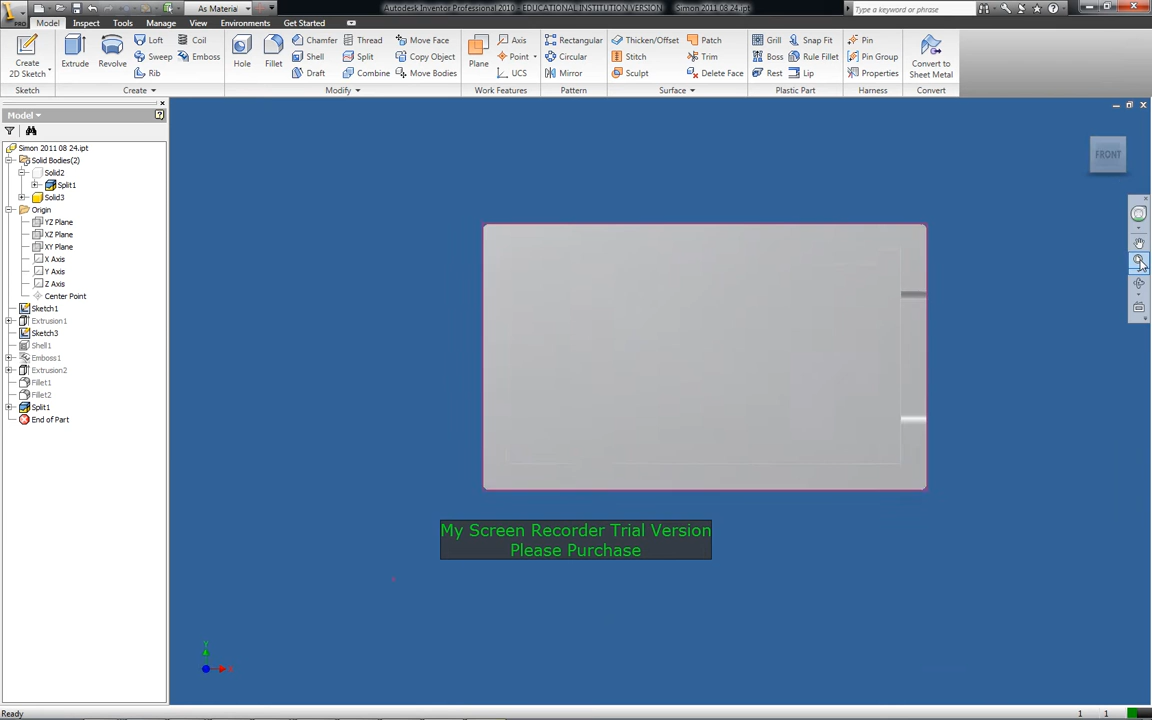 Autodesk Inventor Professional 2010 - EDUCATIONAL INSTITUTION VERSION Simon 2011 08 24.ipt
Type a keyword or phrase
As Material
PRO
Model Inspect Tools Manage View Environments Get Started
Create 2D Sketch
Extrude
Revolve
Loft
Sweep
Rib
Coil
Emboss
Hole
Fillet
Chamfer
Shell
Draft
Thread
Split
Combine
Move Face
Copy Object
Move Bodies
Plane
Axis
Point
UCS
Rectangular
Circular
Mirror
Thicken/Offset
Stitch
Sculpt
Patch
Trim
Delete Face
Grill
Boss
Rest
Snap Fit
Rule Fillet
Lip
Pin
Pin Group
Properties
Convert to Sheet Metal
Sketch Create Modify Work Features Pattern Surface Plastic Part Harness Convert
Model
Simon 2011 08 24.ipt
Solid Bodies(2)
Solid2
Split1
Solid3
Origin
YZ Plane
XZ Plane
XY Plane
X Axis
Y Axis
Z Axis
Center Point
Sketch1
Extrusion1
Sketch3
Shell1
Emboss1
Extrusion2
Fillet1
Fillet2
Split1
End of Part
FRONT
My Screen Recorder Trial Version
Please Purchase
Y
X
Ready 1 1